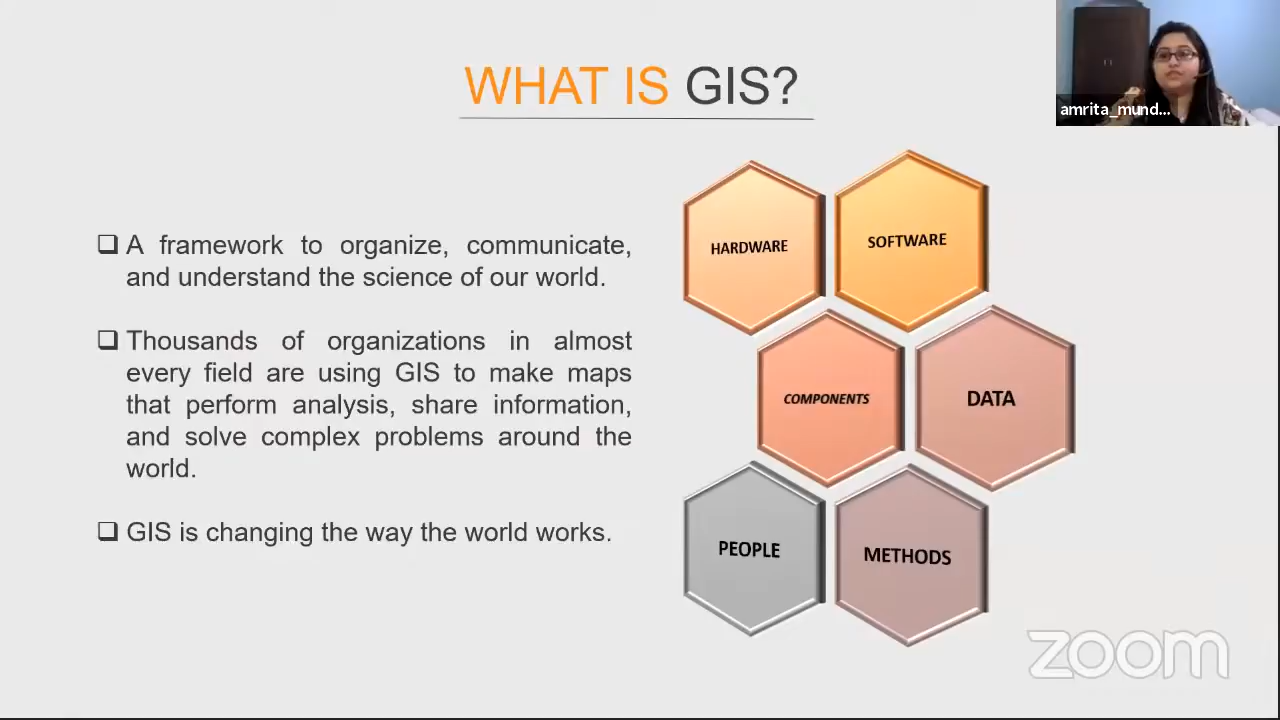 WHAT IS GIS?
amrita_mund...
❑ A framework to organize, communicate,
and understand the science of our world.
❑ Thousands of organizations in almost
every field are using GIS to make maps
that perform analysis, share information,
and solve complex problems around the
world.
❑ GIS is changing the way the world works.
HARDWARE
SOFTWARE
COMPONENTS
DATA
PEOPLE
METHODS
zoom